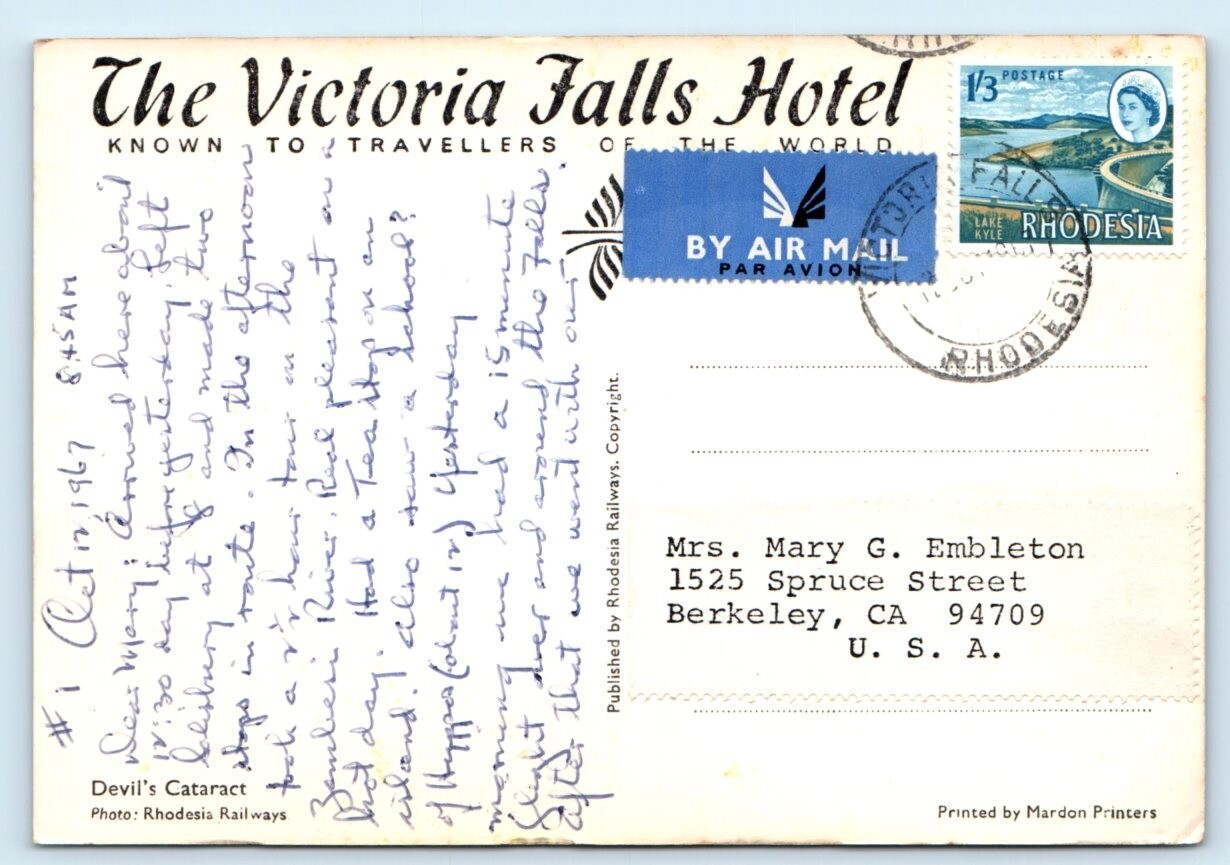 The Victoria Falls Hotel
KNOWN TO TRAVELLERS OF THE WORLD
1/3 POSTAGE
LAKE
KYLE
RHODESIA
BY AIR MAIL
PAR AVION
VICTORIA FALLS
RHODESIA
# 1 Oct 12, 1967 8:45 AM
Dear Mary: Arrived here about
12:30 day before yesterday. Left
Salisbury at 8 and made two
stops in route. In the afternoon
took a 2 hour tour on the
Zambezi River. Real pleasant on a
hot day. Had a Tea stop on an
island. Also saw a school?
of Hippos (about 12) Yesterday
morning we had a 15 minute
flight over and around the Falls.
After that we went with our
Published by Rhodesia Railways. Copyright.
Mrs. Mary G. Embleton
1525 Spruce Street
Berkeley, CA 94709
U. S. A.
Devil's Cataract
Photo: Rhodesia Railways
Printed by Mardon Printers